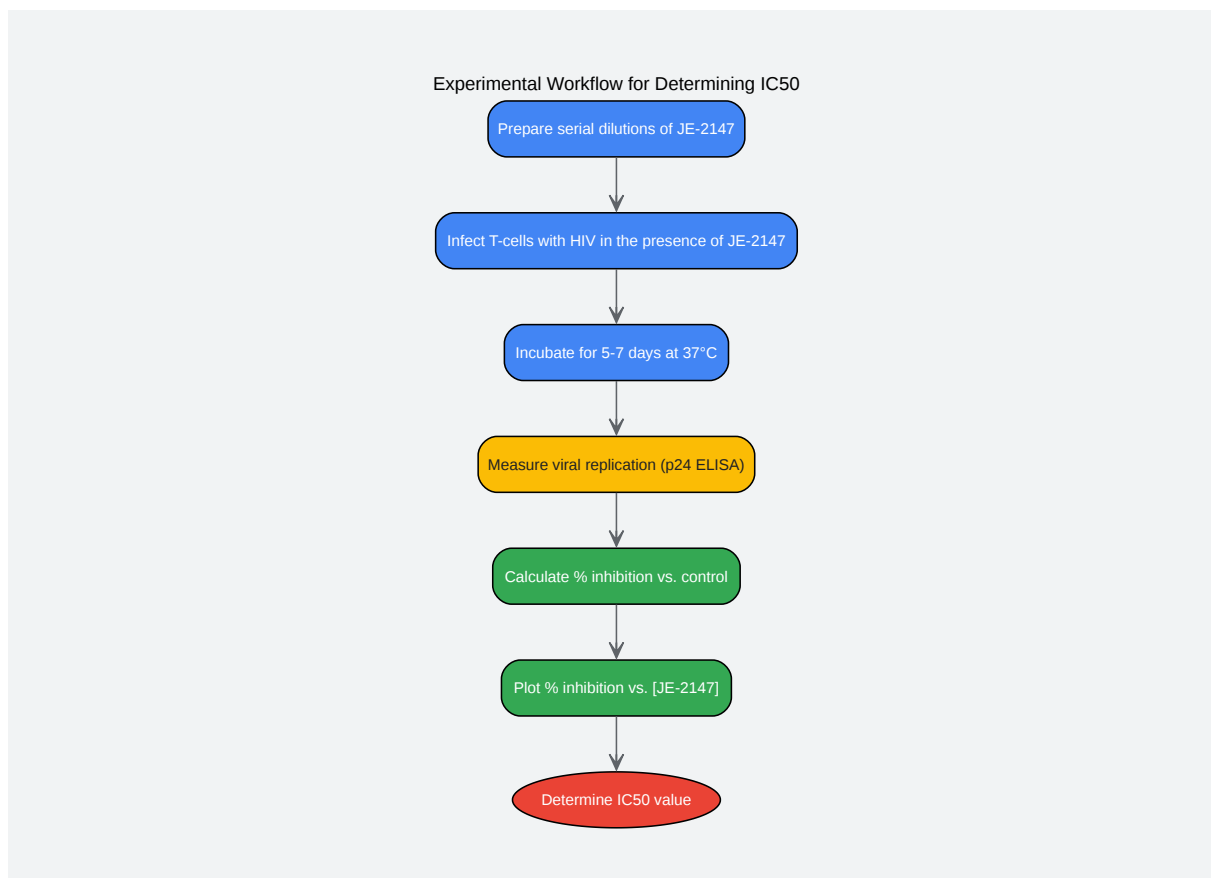 Experimental Workflow for Determining IC50
Prepare serial dilutions of JE-2147
Infect T-cells with HIV in the presence of JE-2147
Incubate for 5-7 days at 37°C
Measure viral replication (p24 ELISA)
Calculate % inhibition vs. control
Plot % inhibition vs. [JE-2147]
Determine IC50 value